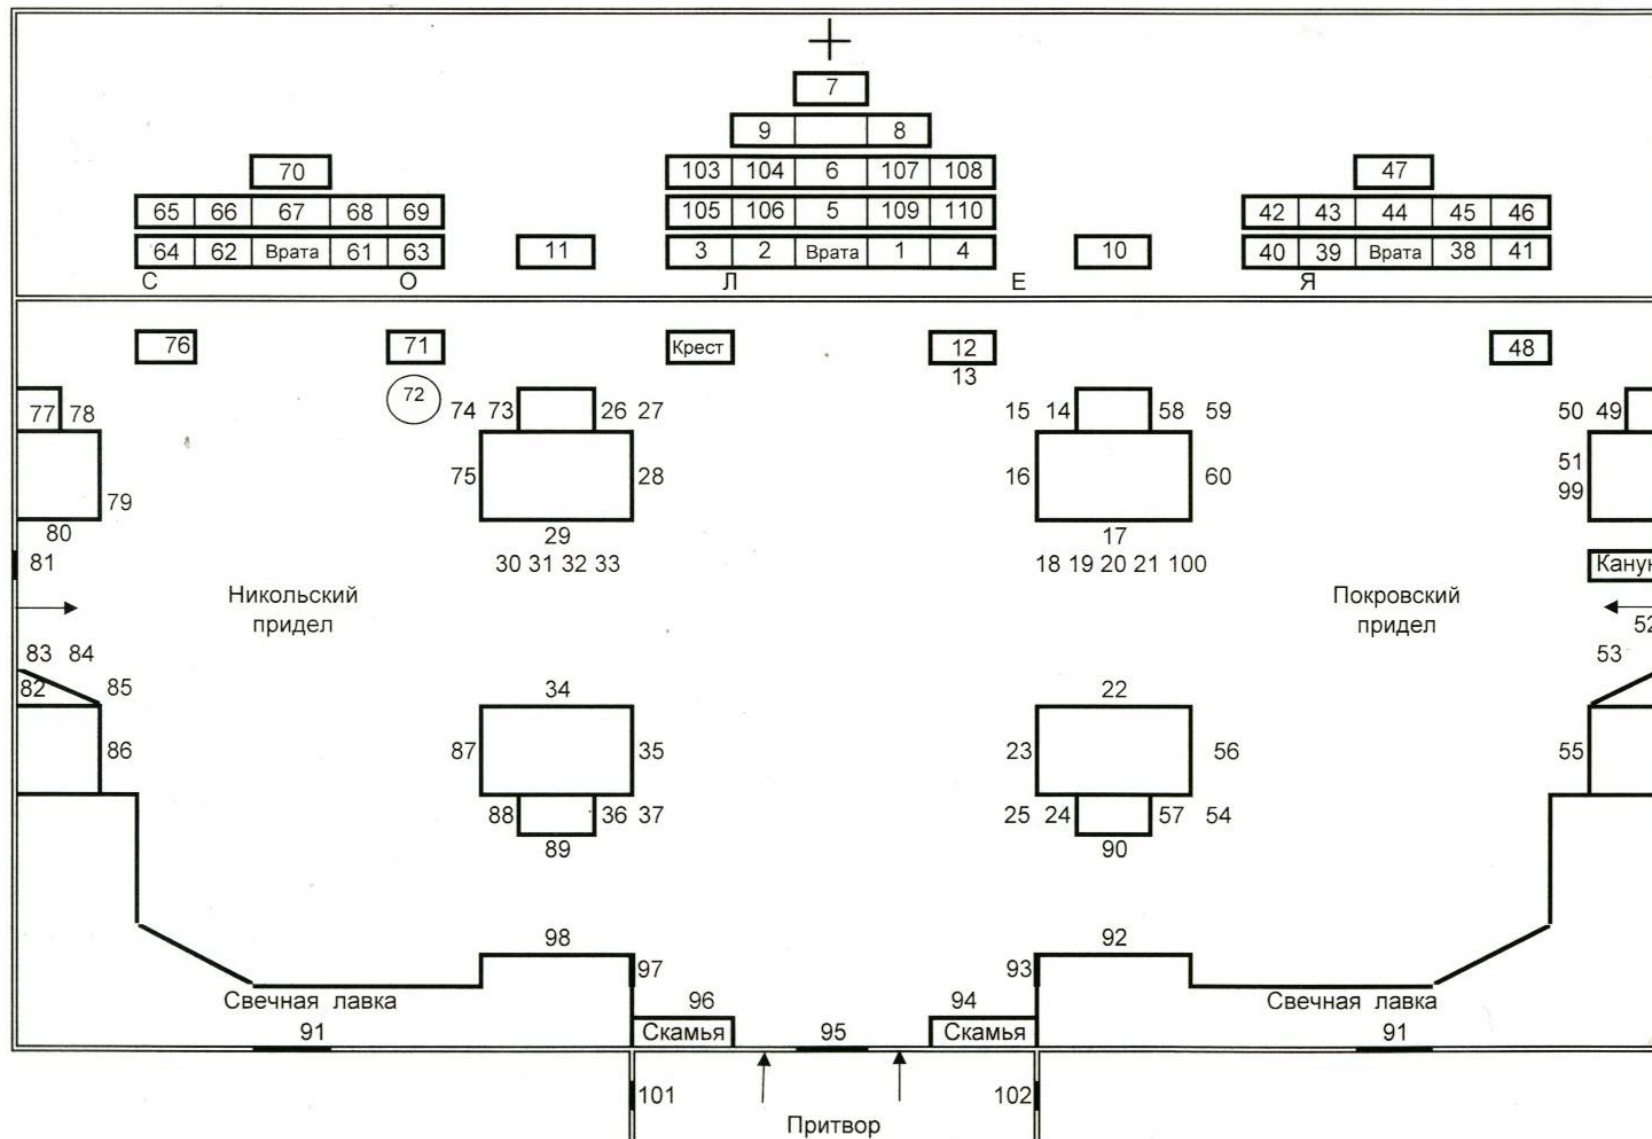 7
9 8
70 103 104 6 107 108 47
65 66 67 68 69 105 106 5 109 110 42 43 44 45 46
64 62 Врата 61 63 11 3 2 Врата 1 4 10 40 39 Врата 38 41
С О Л Е Я
76 71 Крест 12 48
13
72
77 78 74 73 26 27 15 14 58 59 50 49
75 28 16 60 51
79 99
80 29 17
81 30 31 32 33 18 19 20 21 100 Канун
Никольский Покровский
придел придел
52
83 84 53
82 85 34 22
86 87 35 23 56 55
88 36 37 25 24 57 54
89 90
98 92
97 93
Свечная лавка 96 94 Свечная лавка
91 Скамья 95 Скамья 91
101 102
Притвор